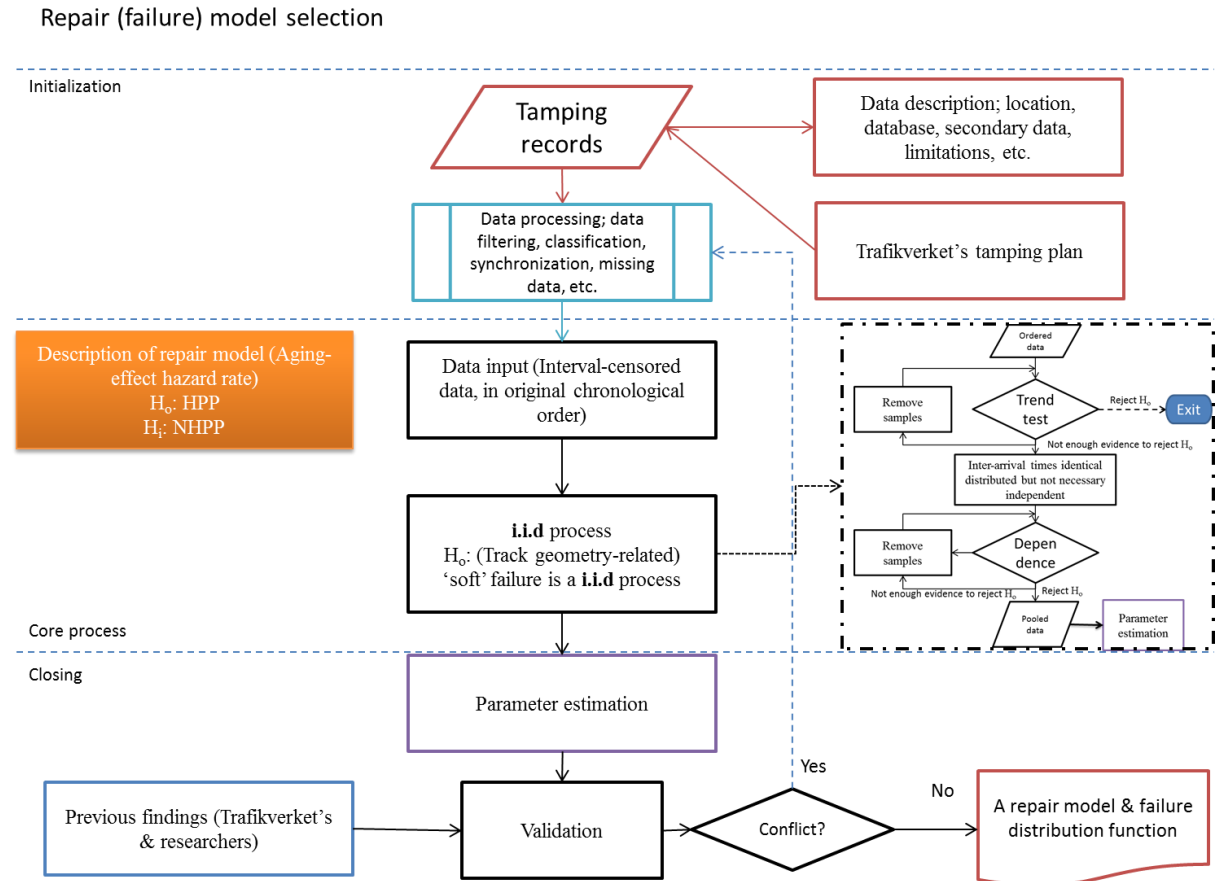 Repair (failure) model selection
Initialization
Tamping
records
Data description; location,
database, secondary data,
limitations, etc.
Data processing; data
filtering, classification,
synchronization, missing
data, etc.
Trafikverket's tamping plan
Description of repair model (Aging-
effect hazard rate)
Ho: HPP
Hi: NHPP
Data input (Interval-censored
data, in original chronological
order)
i.i.d process
Ho: (Track geometry-related)
'soft' failure is a i.i.d process
Core process
Ordered
data
Remove
samples
Trend
test
Reject Ho
Exit
Not enough evidence to reject Ho
Inter-arrival times identical
distributed but not necessary
independent
Remove
samples
Depen
dence
Not enough evidence to reject Ho
Reject Ho
Pooled
data
Parameter
estimation
Closing
Parameter estimation
Previous findings (Trafikverket's
& researchers)
Validation
Conflict?
Yes
No
A repair model & failure
distribution function